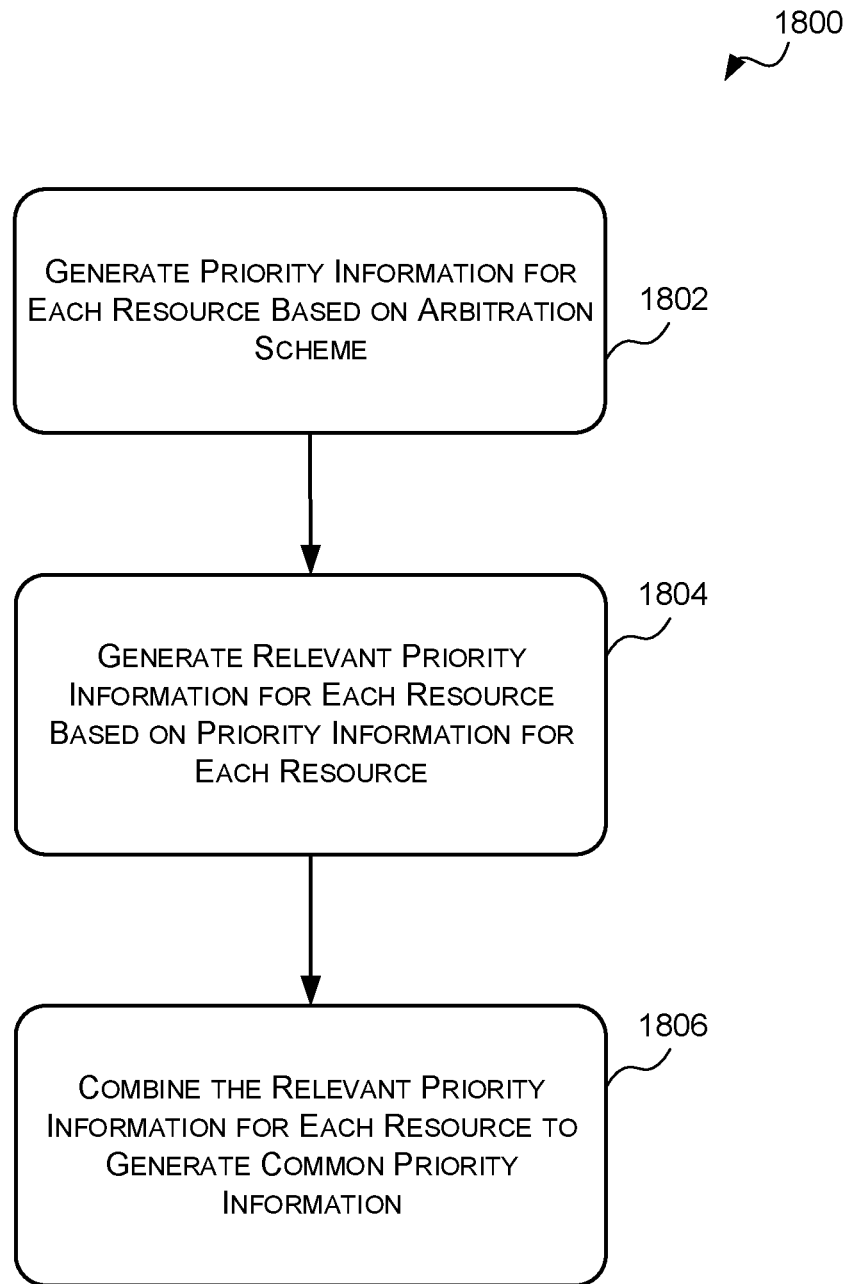 1800
GENERATE PRIORITY INFORMATION FOR
EACH RESOURCE BASED ON ARBITRATION
SCHEME
1802
1804
GENERATE RELEVANT PRIORITY
INFORMATION FOR EACH RESOURCE
BASED ON PRIORITY INFORMATION FOR
EACH RESOURCE
1806
COMBINE THE RELEVANT PRIORITY
INFORMATION FOR EACH RESOURCE TO
GENERATE COMMON PRIORITY
INFORMATION